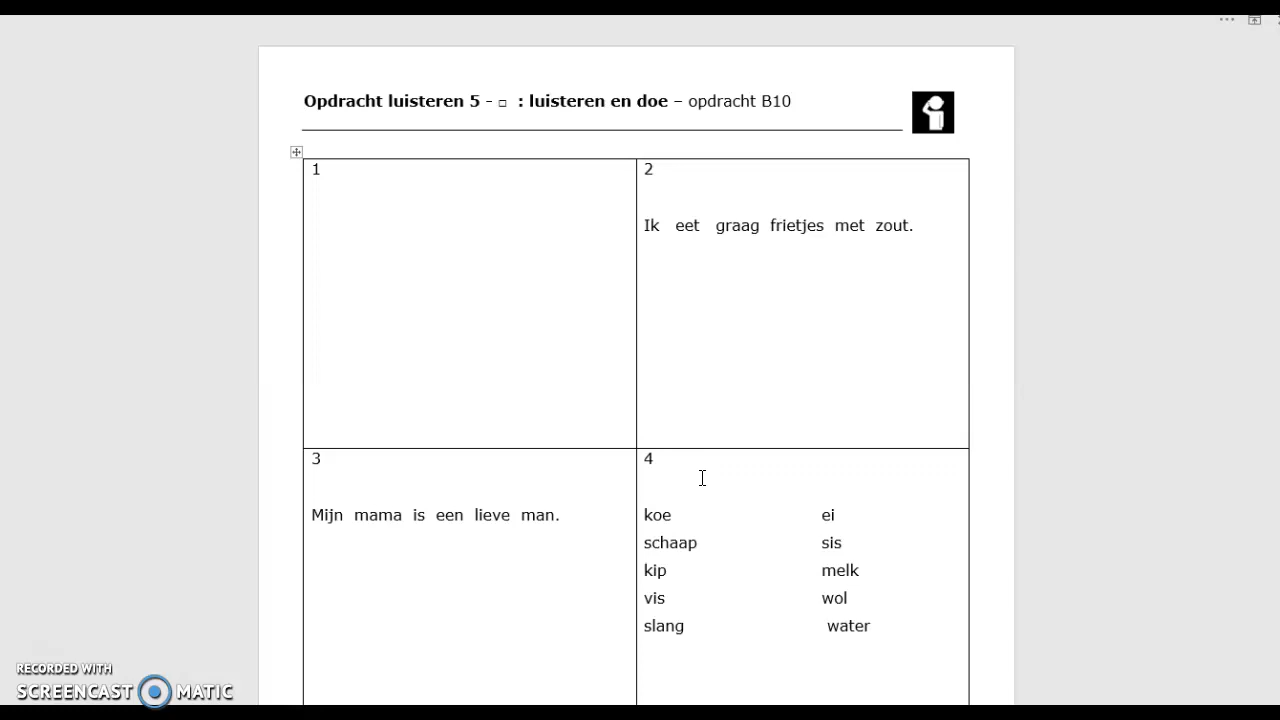 Opdracht luisteren 5 - □ : luisteren en doe – opdracht B10
1
2
Ik eet graag frietjes met zout.
3
Mijn mama is een lieve man.
4
koe ei
schaap sis
kip melk
vis wol
slang water
RECORDED WITH
SCREENCAST MATIC